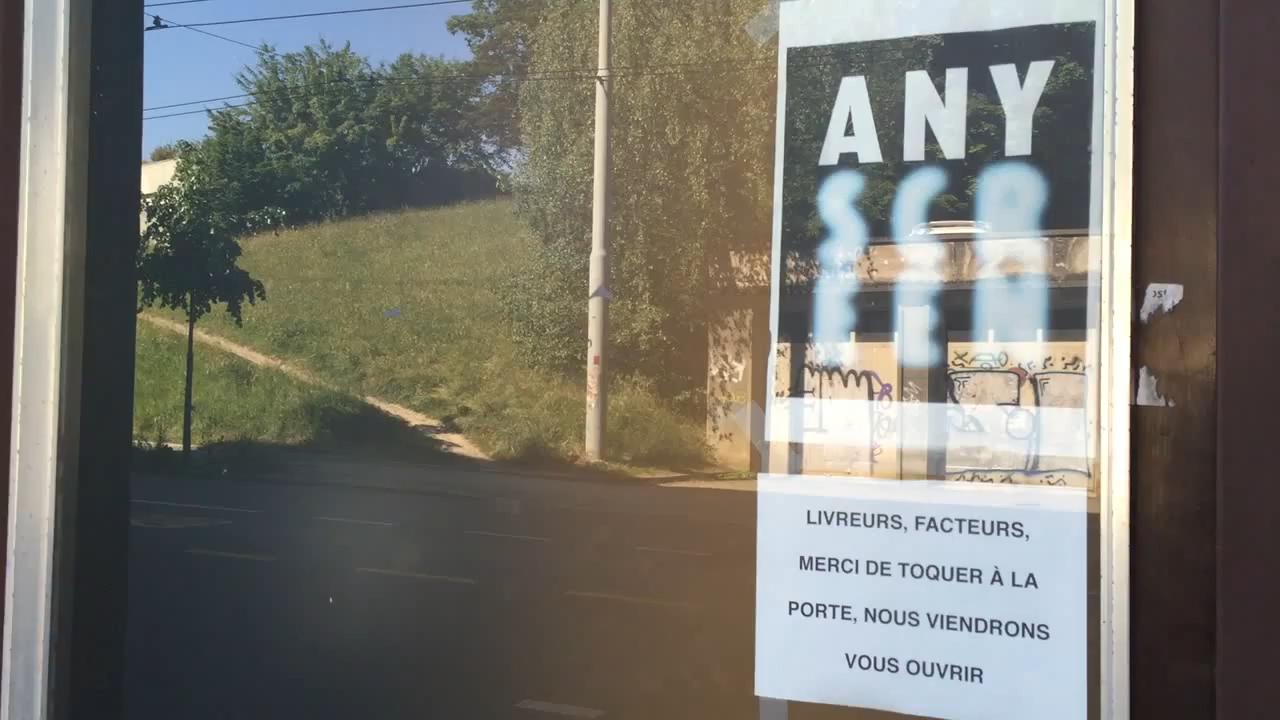 ANY
LIVREURS, FACTEURS,
MERCI DE TOQUER À LA
PORTE, NOUS VIENDRONS
VOUS OUVRIR